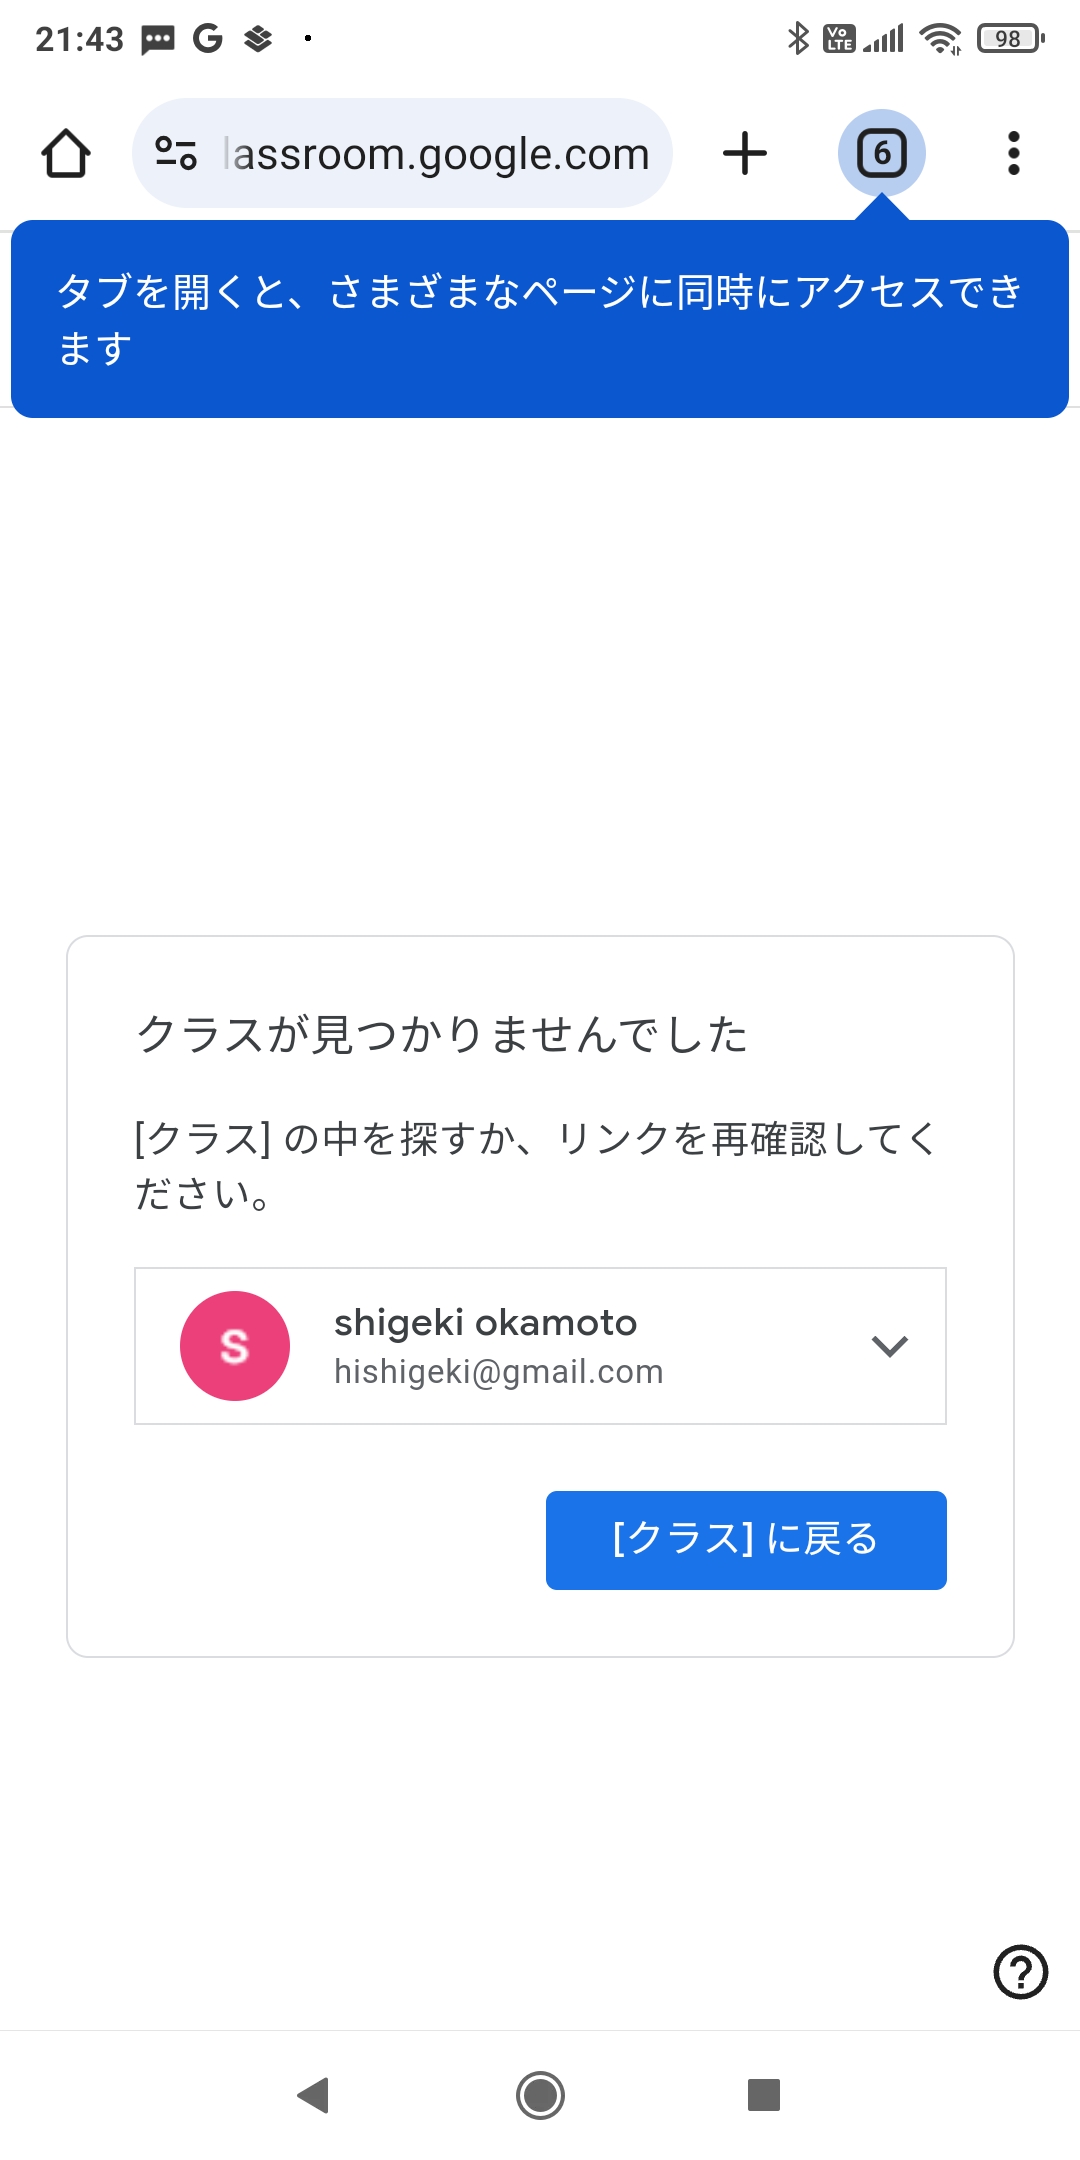 21:43
Vo LTE
98
lassroom.google.com
6
タブを開くと、さまざまなページに同時にアクセスでき
ます
クラスが見つかりませんでした
[クラス] の中を探すか、リンクを再確認してく
ださい。
S
shigeki okamoto
hishigeki@gmail.com
[クラス] に戻る